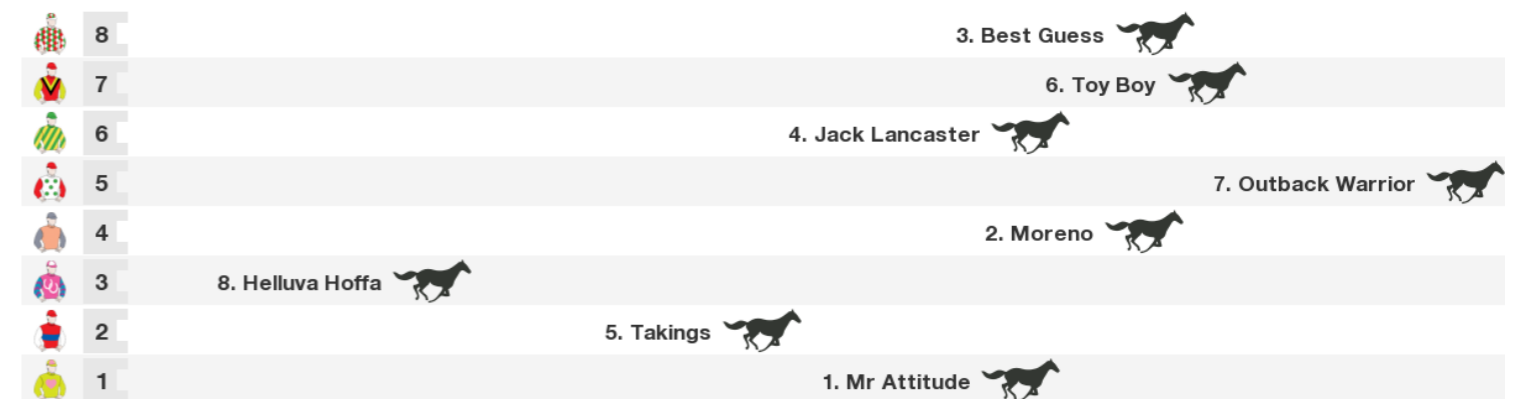 8 3. Best Guess
7 6. Toy Boy
6 4. Jack Lancaster
5 7. Outback Warrior
4 2. Moreno
3 8. Helluva Hoffa
2 5. Takings
1 1. Mr Attitude